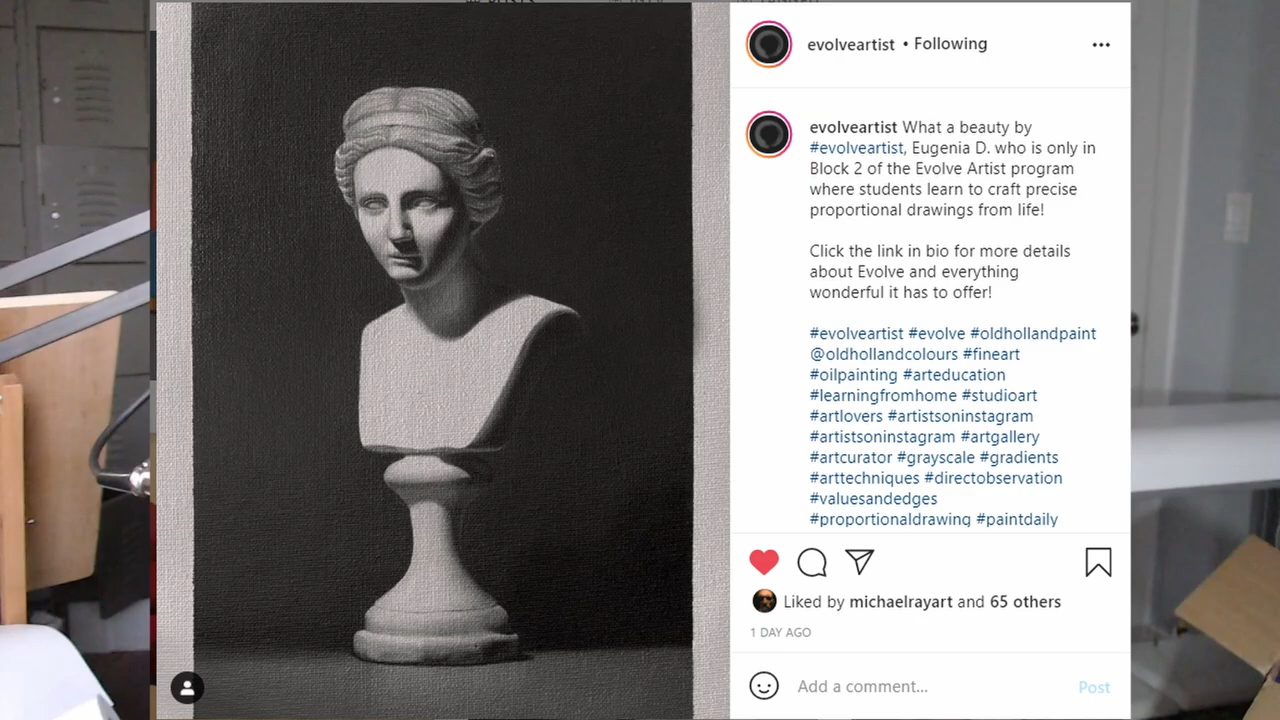 evolveartist • Following
evolveartist What a beauty by
#evolveartist, Eugenia D. who is only in
Block 2 of the Evolve Artist program
where students learn to craft precise
proportional drawings from life!
Click the link in bio for more details
about Evolve and everything
wonderful it has to offer!
#evolveartist #evolve #oldhollandpaint
@oldhollandcolours #fineart
#oilpainting #arteducation
#learningfromhome #studioart
#artlovers #artistsoninstagram
#artistsoninstagram #artgallery
#artcurator #grayscale #gradients
#arttechniques #directobservation
#valuesandedges
#proportionaldrawing #paintdaily
Liked by michaelrayart and 65 others
1 DAY AGO
Add a comment... Post